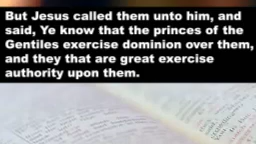 But Jesus called them unto him, and
said, Ye know that the princes of the
Gentiles exercise dominion over them,
and they that are great exercise
authority upon them.